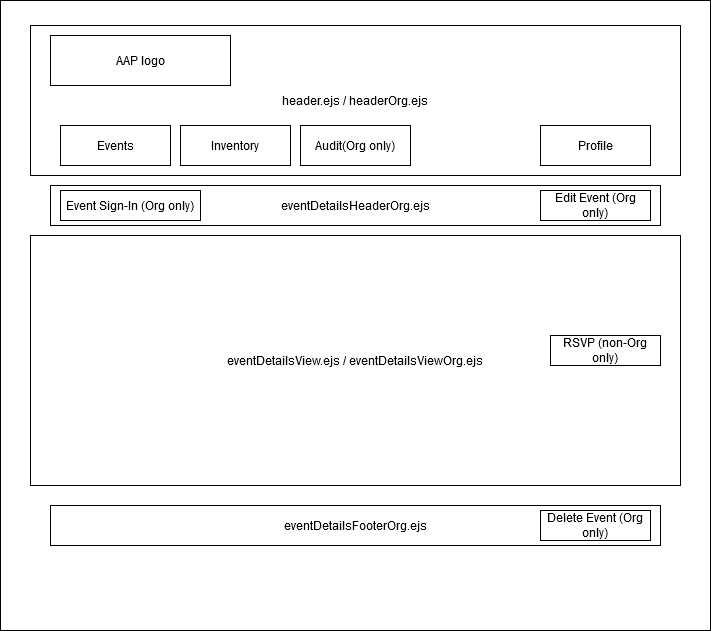 AAP logo
header.ejs / headerOrg.ejs
Events
Inventory
Audit(Org only)
Profile
Event Sign-In (Org only)
eventDetailsHeaderOrg.ejs
Edit Event (Org
only)
eventDetailsView.ejs / eventDetailsViewOrg.ejs
RSVP (non-Org
only)
eventDetailsFooterOrg.ejs
Delete Event (Org
only)